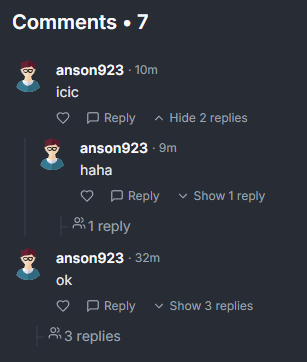 Comments • 7
anson923 · 10m
icic
Reply Hide 2 replies
anson923 · 9m
haha
Reply Show 1 reply
1 reply
anson923 · 32m
ok
Reply Show 3 replies
3 replies